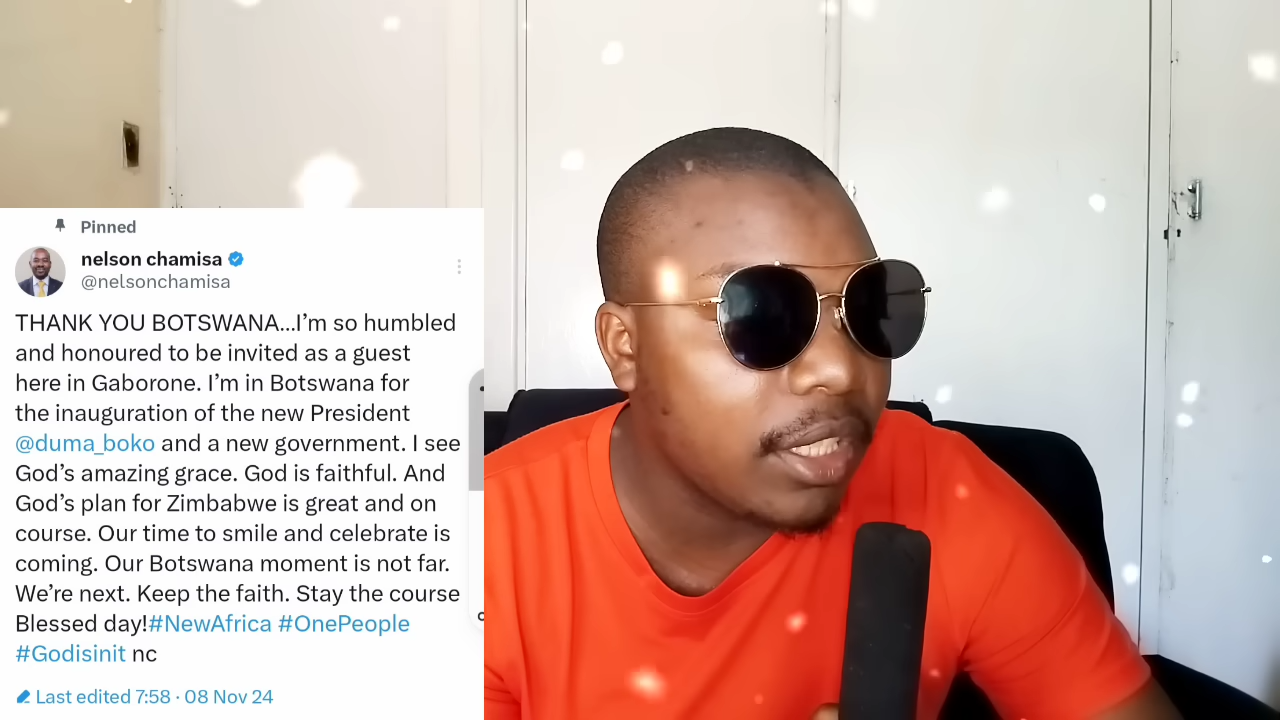 Pinned
nelson chamisa
@nelsonchamisa
THANK YOU BOTSWANA...I'm so humbled
and honoured to be invited as a guest
here in Gaborone. I'm in Botswana for
the inauguration of the new President
@duma_boko and a new government. I see
God's amazing grace. God is faithful. And
God's plan for Zimbabwe is great and on
course. Our time to smile and celebrate is
coming. Our Botswana moment is not far.
We're next. Keep the faith. Stay the course
Blessed day!#NewAfrica #OnePeople
#Godisinit nc
Last edited 7:58 · 08 Nov 24